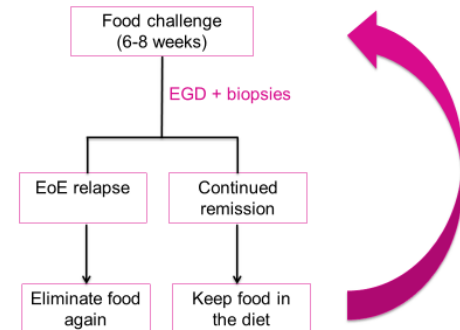 Food challenge
(6-8 weeks)
EGD + biopsies
EoE relapse
Continued
remission
Eliminate food
again
Keep food in
the diet